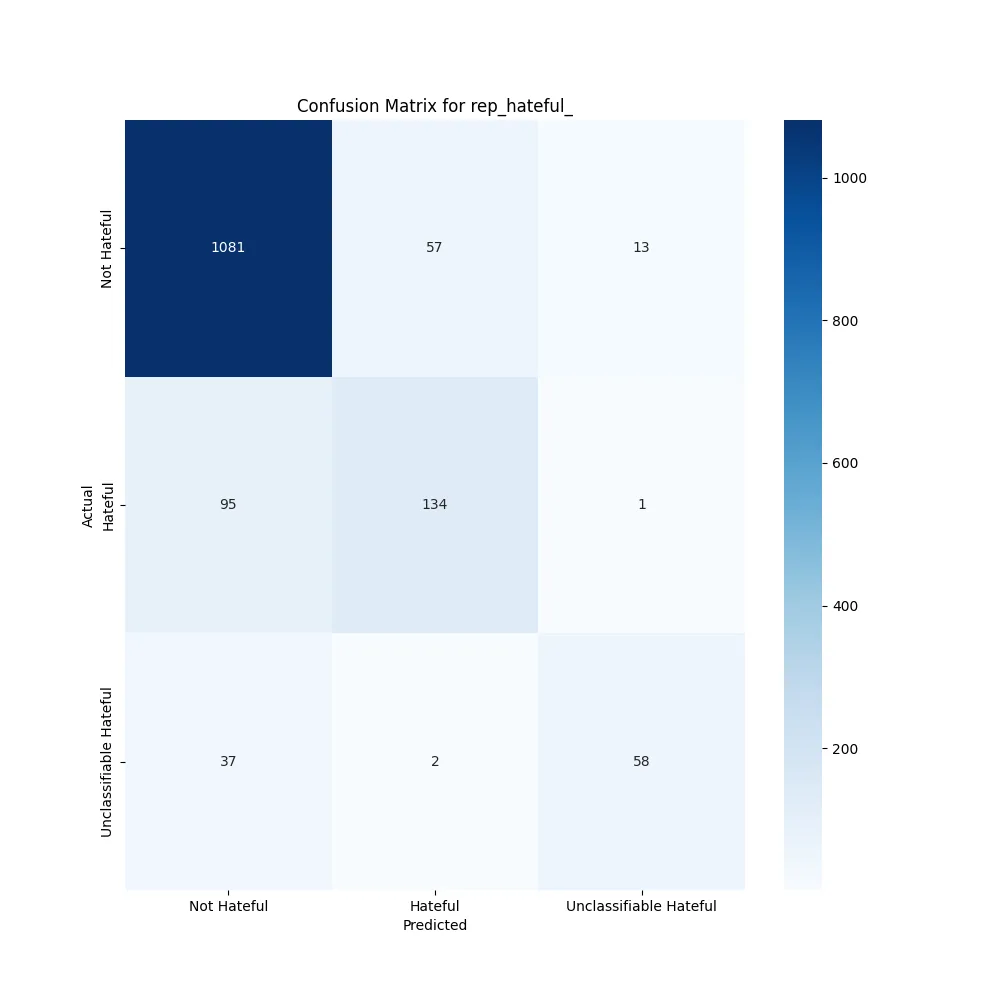 Confusion Matrix for rep_hateful_
Not Hateful
1081
57
13
1000
800
Actual
Hateful
95
134
1
600
400
Unclassifiable Hateful
37
2
58
200
Not Hateful
Hateful
Unclassifiable Hateful
Predicted